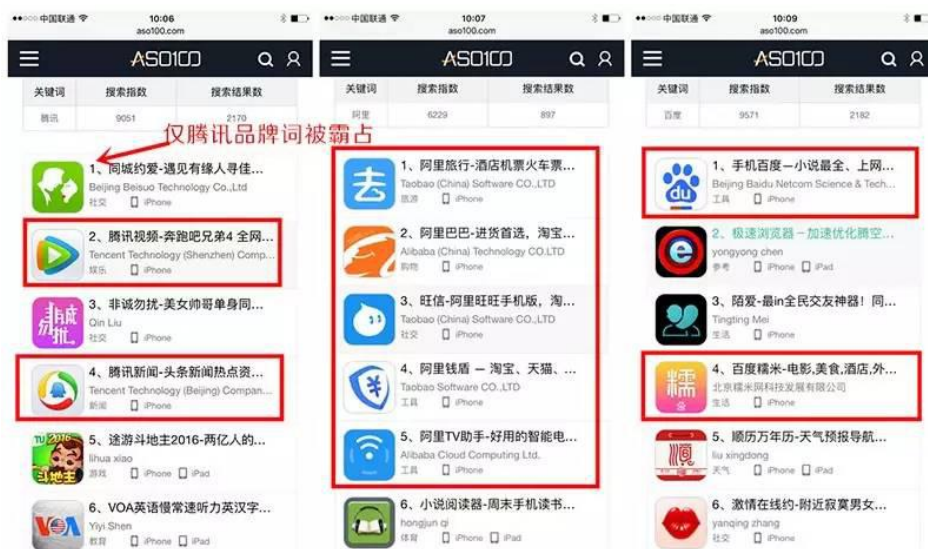 中国联通
10:06
aso100.com
ASO100
关键词 搜索指数 搜索结果数
腾讯 9051 2170
仅腾讯品牌词被霸占
1、同城约爱-遇见有缘人寻佳...
Beijing Beisuo Technology Co.,Ltd
社交 iPhone
2、腾讯视频-奔跑吧兄弟4 全网...
Tencent Technology (Shenzhen) Comp...
娱乐 iPhone
非诚勿扰
3、非诚勿扰-美女帅哥单身同...
Qin Liu
社交 iPhone
4、腾讯新闻-头条新闻热点资...
Tencent Technology (Beijing) Compan...
新闻 iPhone
TU 2016
斗地主
5、途游斗地主2016-两亿人的...
lihua xiao
游戏 iPhone iPad
VOA
6、VOA英语慢常速听力英汉字...
Yiyi Shen
教育 iPhone iPad
中国联通
10:07
aso100.com
ASO100
关键词 搜索指数 搜索结果数
阿里 6229 897
去
1、阿里旅行-酒店机票火车票...
Taobao (China) Software CO.,LTD
旅游 iPhone
2、阿里巴巴-进货首选，淘宝...
Alibaba (China) Technology CO.LTD
购物 iPhone
3、旺信-阿里旺旺手机版，淘...
Taobao (China) Software CO.,LTD
社交 iPhone
4、阿里钱盾 — 淘宝、天猫、...
Taobao Software CO.,LTD
工具 iPhone
5、阿里TV助手-好用的智能电...
Alibaba Cloud Computing Ltd.
工具 iPhone
6、小说阅读器-周末手机读书...
hongjun qi
体育 iPhone iPad
中国联通
10:09
aso100.com
ASO100
关键词 搜索指数 搜索结果数
百度 9571 2182
du
1、手机百度—小说最全、上网...
Beijing Baidu Netcom Science & Tech...
工具 iPhone
e
2、极速浏览器－加速优化腾空...
yongyong chen
参考 iPhone iPad
3、陌爱-最in全民交友神器！同...
Tingting Mei
生活 iPhone
糯
4、百度糯米-电影,美食,酒店,外...
北京糯米网科技发展有限公司
生活 iPhone
顺
5、顺历万年历-天气预报导航...
liu xingdong
天气 iPhone iPad
6、激情在线约-附近寂寞男女...
yanqing zhang
社交 iPhone